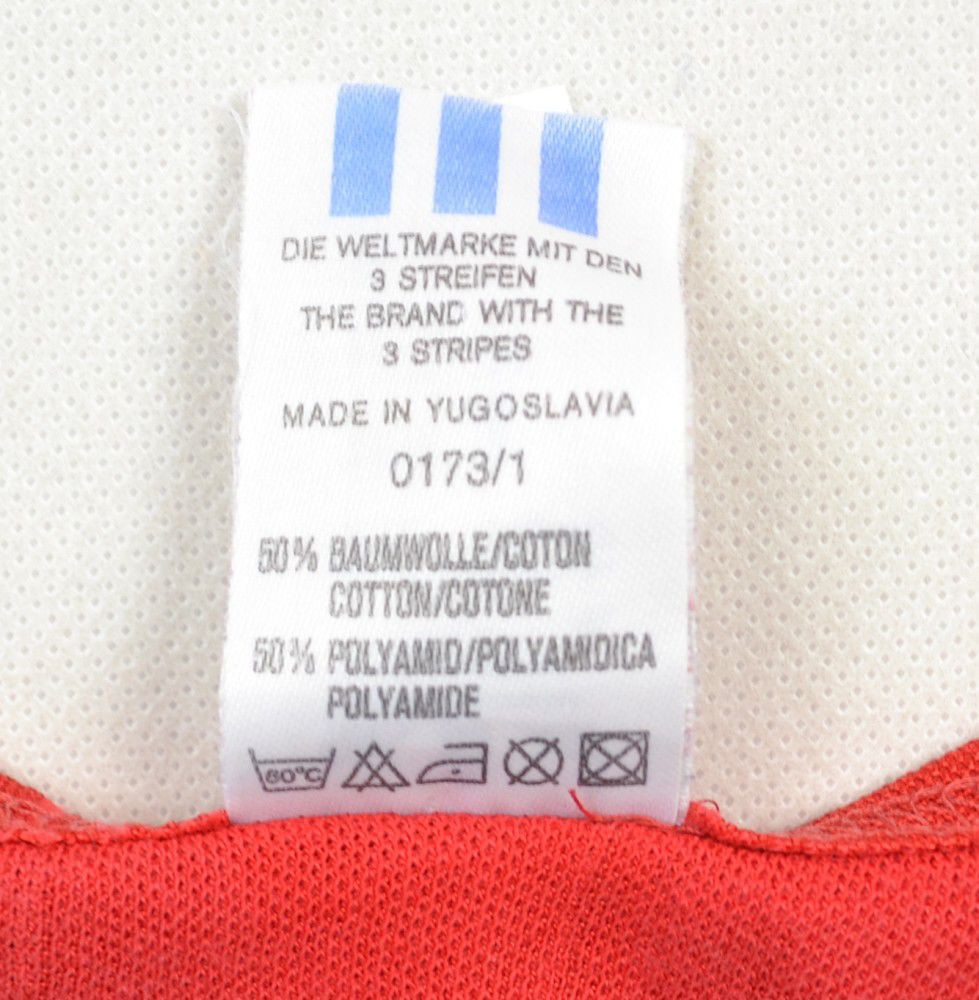 DIE WELTMARKE MIT DEN
3 STREIFEN
THE BRAND WITH THE
3 STRIPES
MADE IN YUGOSLAVIA
0173/1
50% BAUMWOLLE/COTON
COTTON/COTONE
50% POLYAMID/POLYAMIDICA
POLYAMIDE
60°C